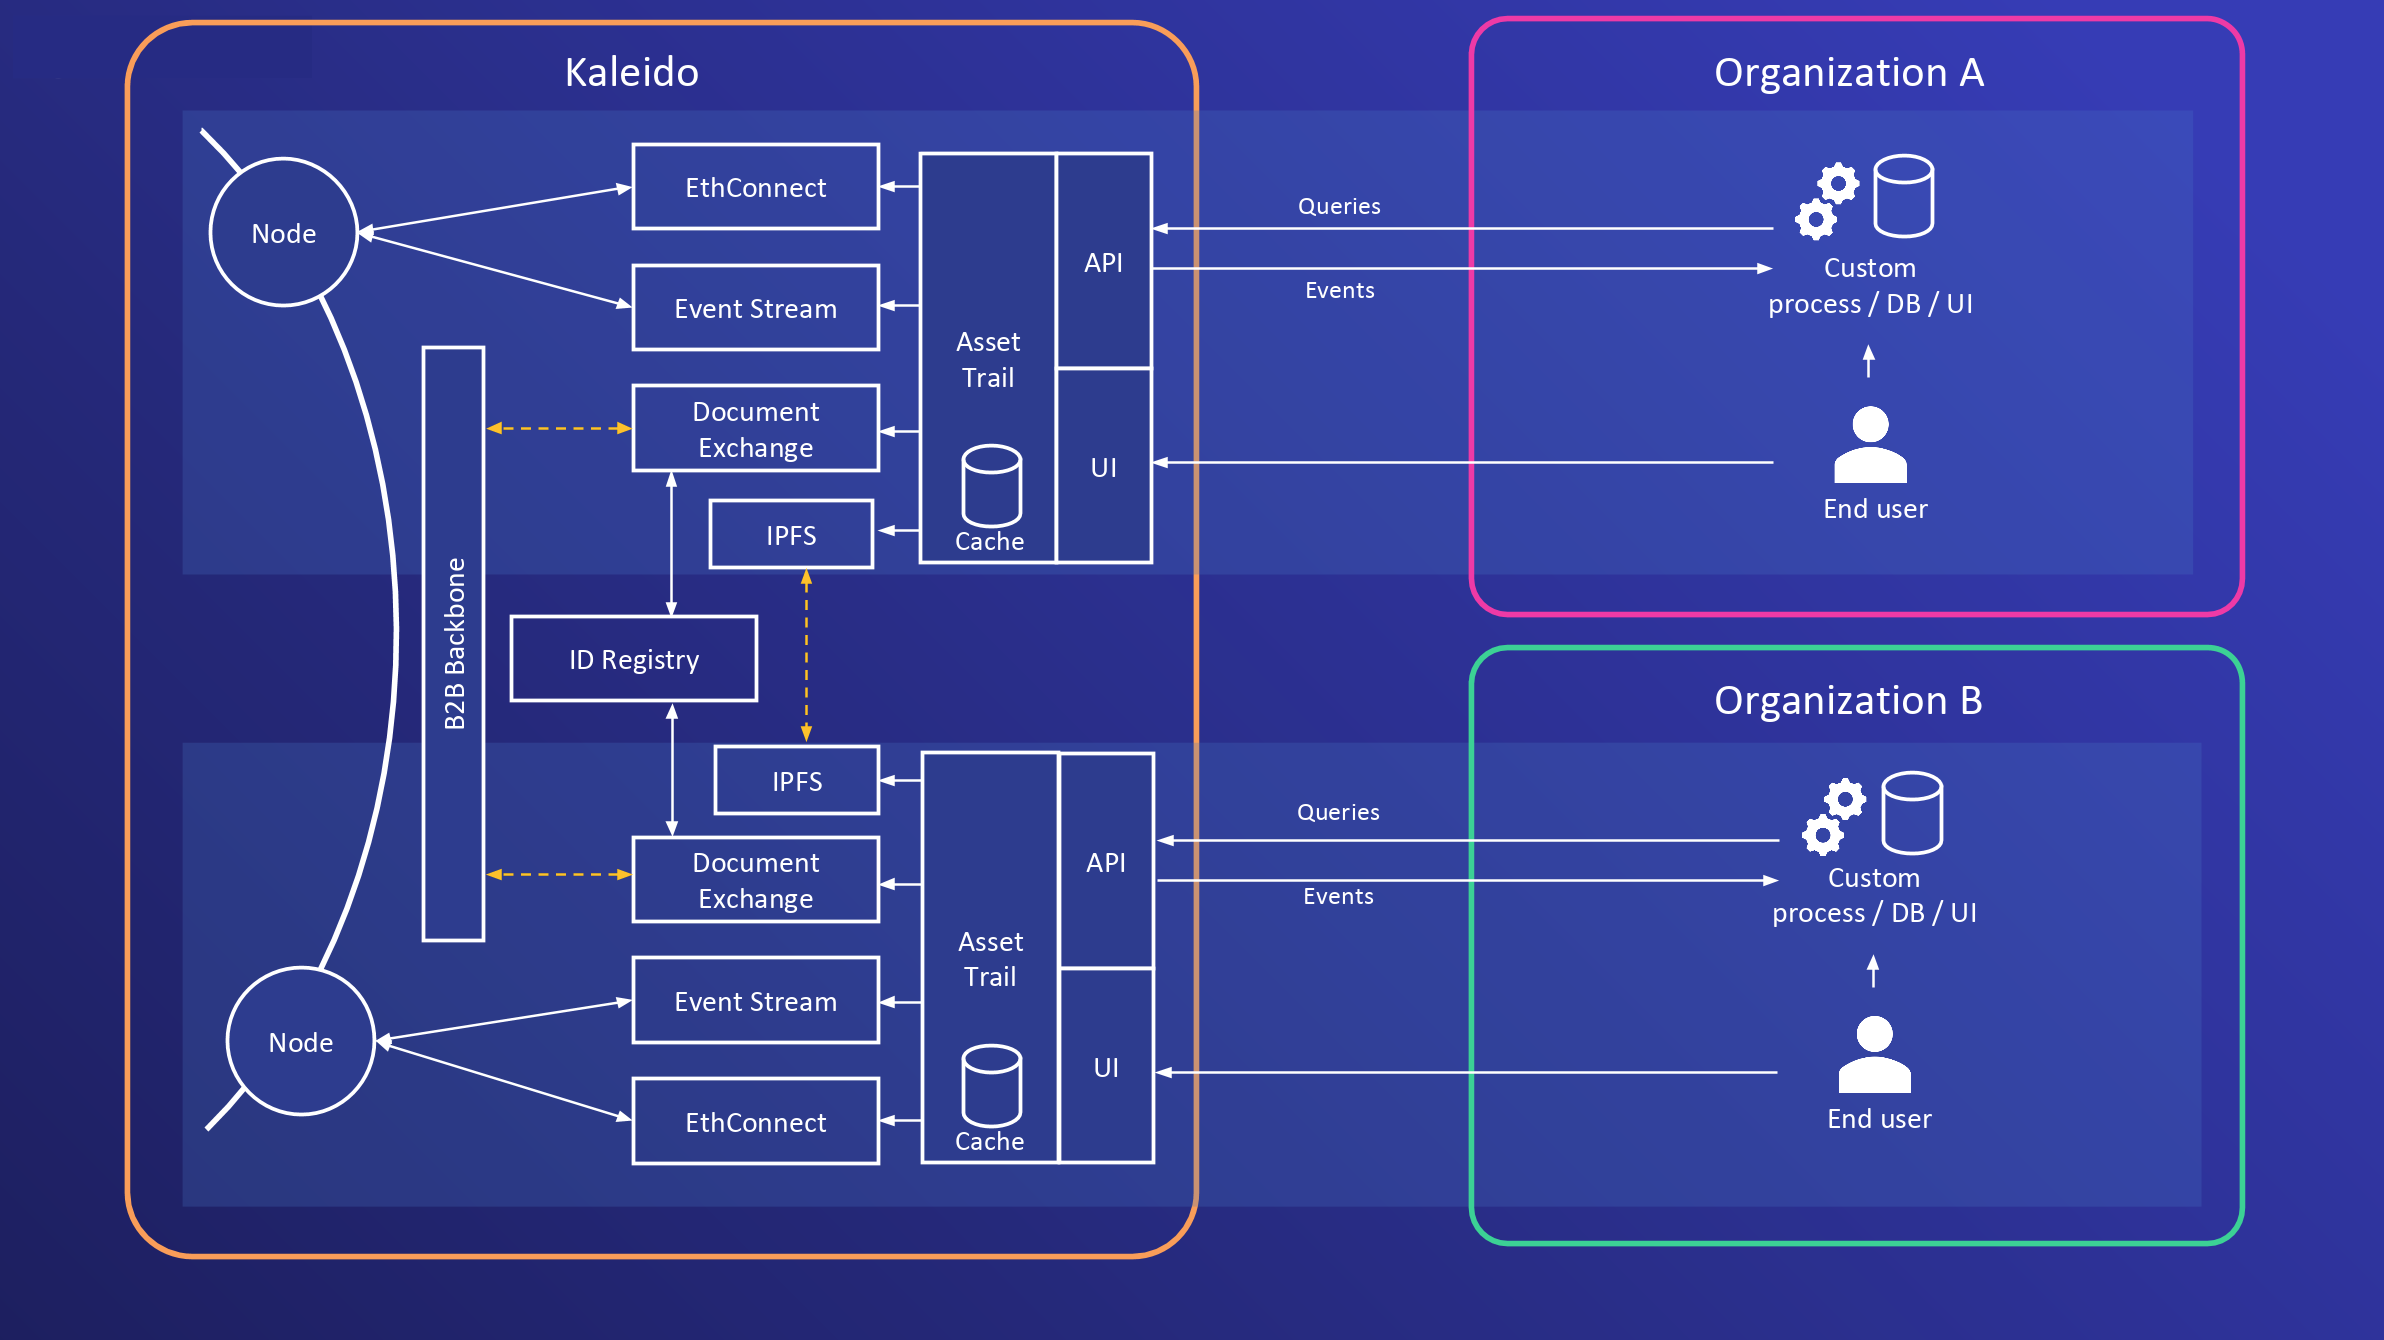 Kaleido
Organization A
Node
EthConnect
Event Stream
Document
Exchange
IPFS
Asset
Trail
Cache
API
UI
Queries
Events
Custom
process / DB / UI
End user
B2B Backbone
ID Registry
Organization B
IPFS
Document
Exchange
Event Stream
EthConnect
Node
Asset
Trail
Cache
API
UI
Queries
Events
Custom
process / DB / UI
End user